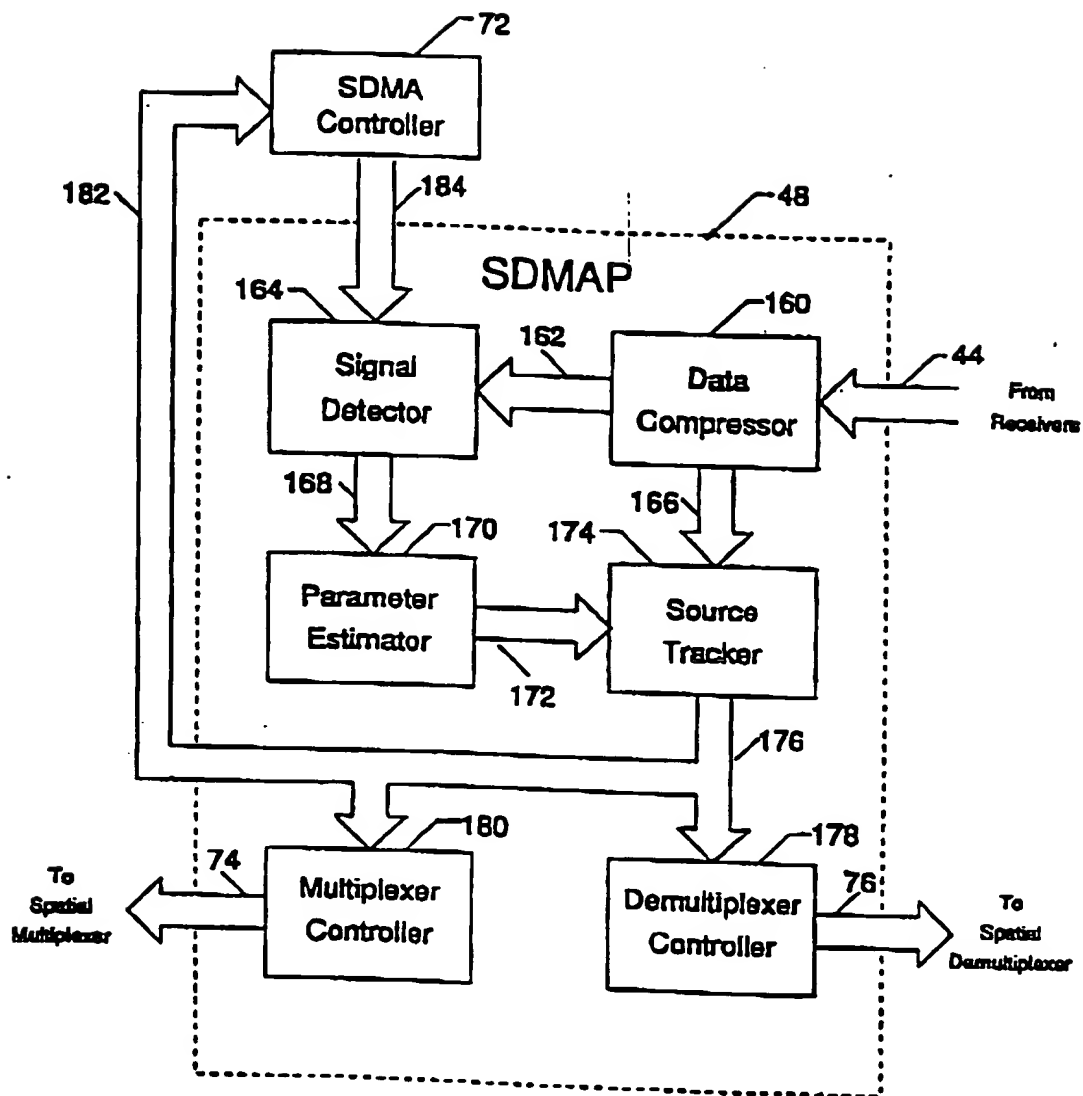 72
SDMA
Controller
182
184
48
SDMAP
164
160
162
44
Signal
Detector
Data
Compressor
From
Receivers
168
166
170
174
Parameter
Estimator
Source
Tracker
172
176
180
178
74
76
To
Spatial
Multiplexer
Multiplexer
Controller
Demultiplexer
Controller
To
Spatial
Demultiplexer